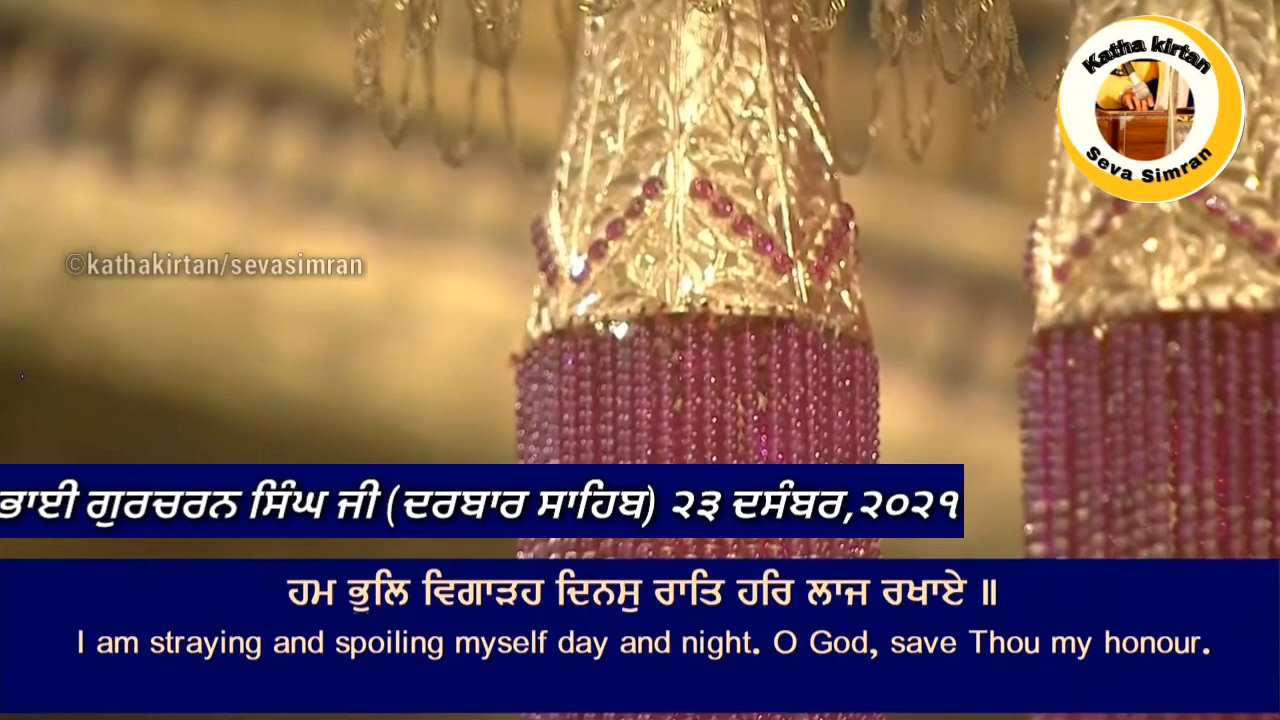 Katha kirtan
Seva Simran
©kathakirtan/sevasimran
ਭਾਈ ਗੁਰਚਰਨ ਸਿੰਘ ਜੀ (ਦਰਬਾਰ ਸਾਹਿਬ) ੨੩ ਦਸੰਬਰ,੨੦੨੧
ਹਮ ਭੁਲਿ ਵਿਗਾੜਹ ਦਿਨਸੁ ਰਾਤਿ ਹਰਿ ਲਾਜ ਰਖਾਏ ॥
I am straying and spoiling myself day and night. O God, save Thou my honour.